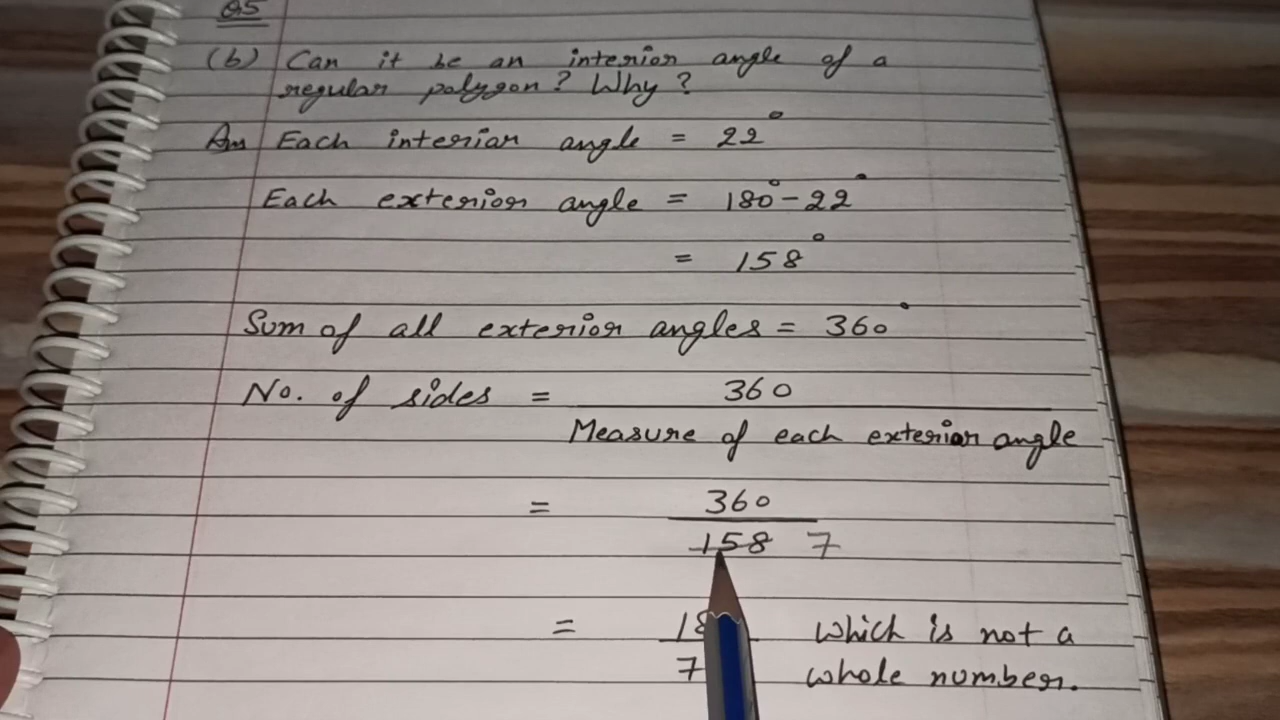 Q5
(b) Can it be an interior angle of a
regular polygon? Why?
Ans Each interior angle = 22°
Each exterior angle = 180° - 22°
= 158°
Sum of all exterior angles = 360°
No. of sides = 360
Measure of each exterior angle
= 360
158 7
= 18 which is not a
7 whole number.